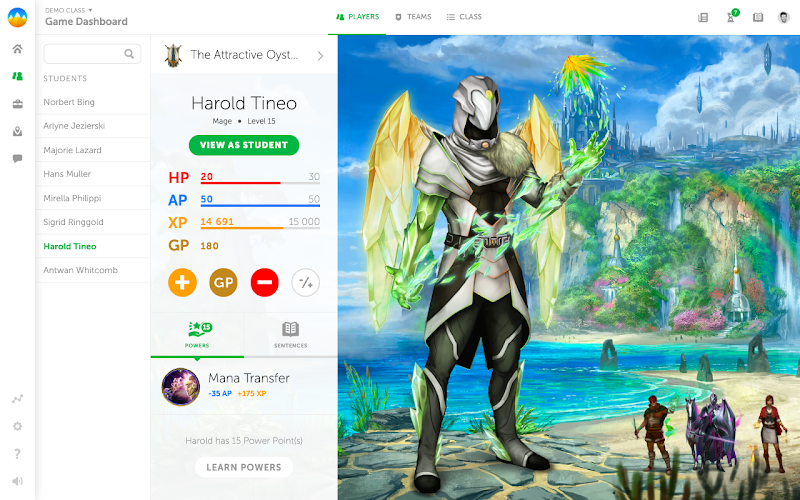 DEMO CLASS
Game Dashboard
PLAYERS
TEAMS
CLASS
7
STUDENTS
Norbert Bing
Arlyne Jezierski
Majorie Lazard
Hans Muller
Mirella Philippi
Sigrid Ringgold
Harold Tineo
Antwan Whitcomb
The Attractive Oyst...
Harold Tineo
Mage • Level 15
VIEW AS STUDENT
HP 20 30
AP 50 50
XP 14 691 15 000
GP 180
GP
15
POWERS
SENTENCES
Mana Transfer
-35 AP +175 XP
Harold has 15 Power Point(s)
LEARN POWERS